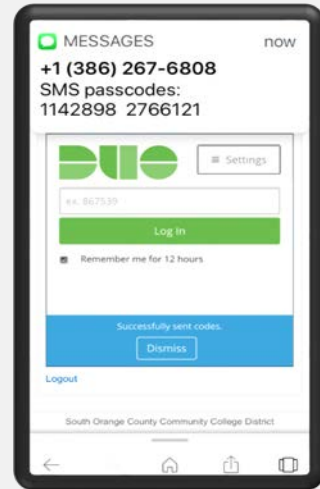 MESSAGES now
+1 (386) 267-6808
SMS passcodes:
1142898 2766121
DUO
Settings
ex. 867539
Log In
Remember me for 12 hours
Successfully sent codes.
Dismiss
Logout
South Orange County Community College District